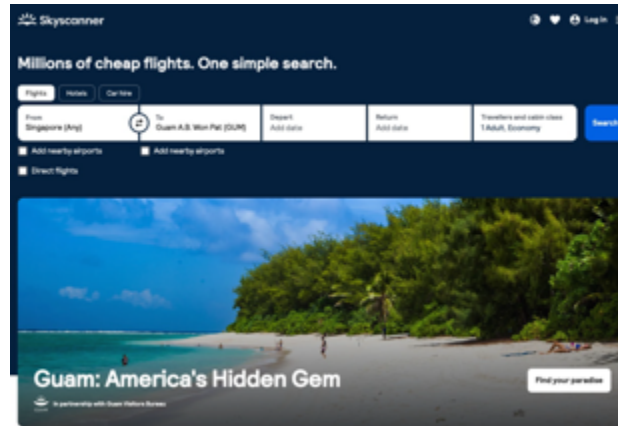 Skyscanner
Log in
Millions of cheap flights. One simple search.
Flights Hotels Car hire
From To Depart Return Travellers and cabin class
Singapore (Any) Guam A.B. Won Pat (GUM) Add date Add date 1 Adult, Economy Search
Add nearby airports Add nearby airports
Direct flights
Guam: America's Hidden Gem
Find your paradise
In partnership with Guam Visitors Bureau